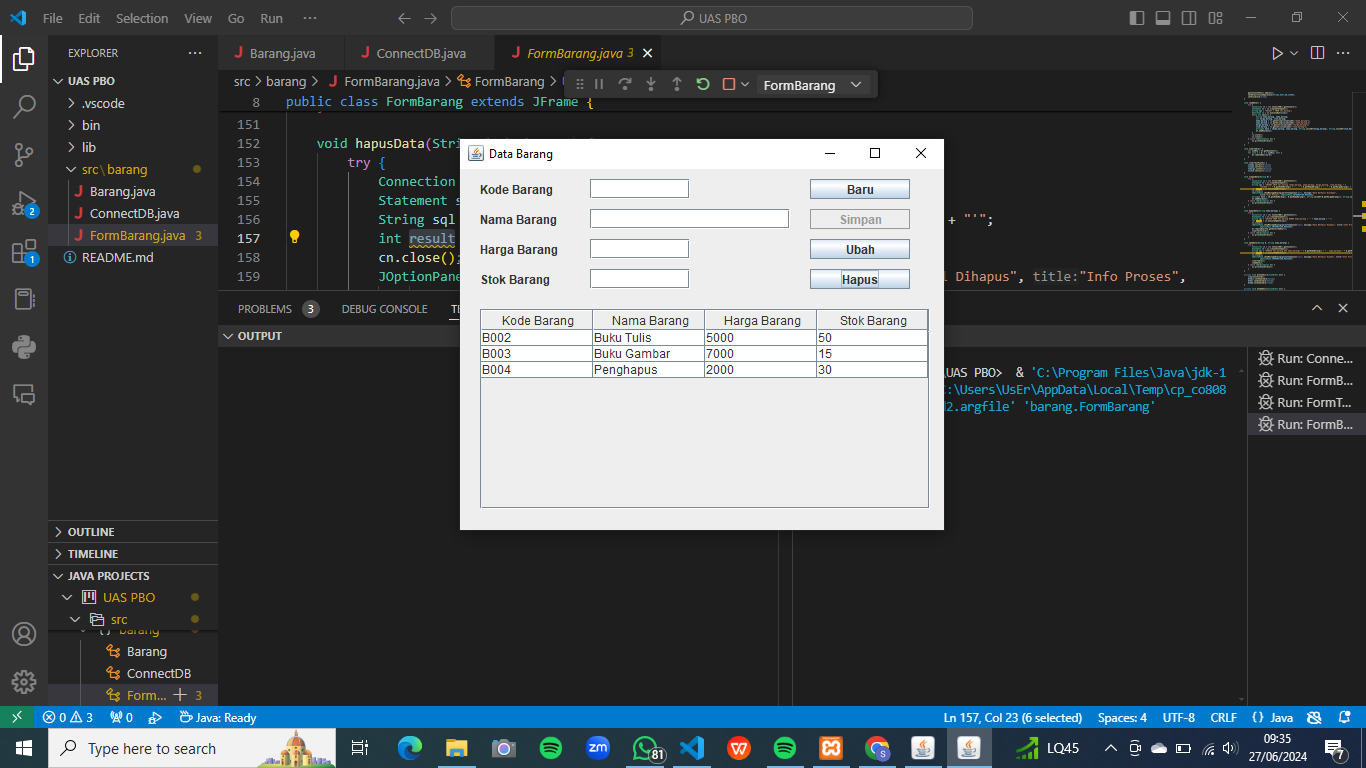 File Edit Selection View Go Run ··· UAS PBO
EXPLORER
UAS PBO
.vscode
bin
lib
src\barang
Barang.java
ConnectDB.java
FormBarang.java 3
README.md
OUTLINE
TIMELINE
JAVA PROJECTS
UAS PBO
src
barang
Barang
ConnectDB
Form... 3
2
1
Barang.java ConnectDB.java FormBarang.java 3
src > barang > FormBarang.java > FormBarang >
FormBarang
8 public class FormBarang extends JFrame {
151
152 void hapusData(Stri
153 try {
154 Connection
155 Statement s
156 String sql + "'";
157 int result
158 cn.close();
159 JOptionPane l Dihapus", title:"Info Proses",
PROBLEMS 3 DEBUG CONSOLE TE
OUTPUT
Data Barang
Kode Barang Baru
Nama Barang Simpan
Harga Barang Ubah
Stok Barang Hapus
Kode Barang Nama Barang Harga Barang Stok Barang
B002 Buku Tulis 5000 50
B003 Buku Gambar 7000 15
B004 Penghapus 2000 30
\UAS PBO> & 'C:\Program Files\Java\jdk-1
C:\Users\UsEr\AppData\Local\Temp\cp_co808
2.argfile' 'barang.FormBarang'
Run: Conne...
Run: FormB...
Run: FormT...
Run: FormB...
0 3 0 Java: Ready Ln 157, Col 23 (6 selected) Spaces: 4 UTF-8 CRLF {} Java
Type here to search zm 81 LQ45 09:35
27/06/2024 7